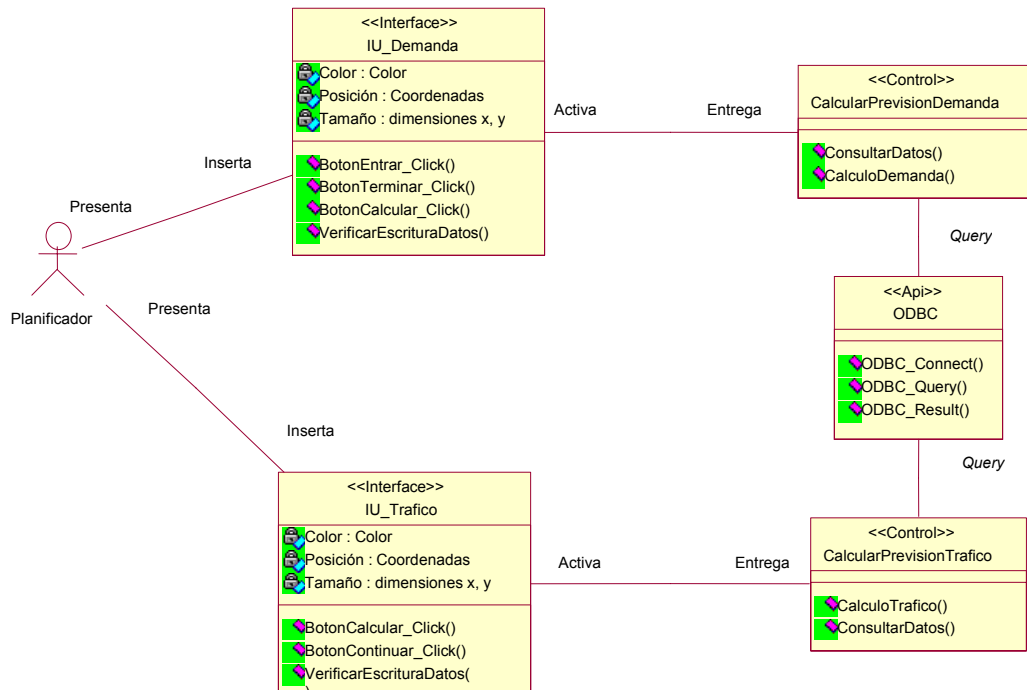 <<Interface>>
IU_Demanda
Color : Color
Posición : Coordenadas
Tamaño : dimensiones x, y
BotonEntrar_Click()
BotonTerminar_Click()
BotonCalcular_Click()
VerificarEscrituraDatos()
Activa
Entrega
<<Control>>
CalcularPrevisionDemanda
ConsultarDatos()
CalculoDemanda()
Inserta
Presenta
Planificador
Presenta
Inserta
Query
<<Api>>
ODBC
ODBC_Connect()
ODBC_Query()
ODBC_Result()
Query
<<Interface>>
IU_Trafico
Color : Color
Posición : Coordenadas
Tamaño : dimensiones x, y
BotonCalcular_Click()
BotonContinuar_Click()
VerificarEscrituraDatos(
)
Activa
Entrega
<<Control>>
CalcularPrevisionTrafico
CalculoTrafico()
ConsultarDatos()